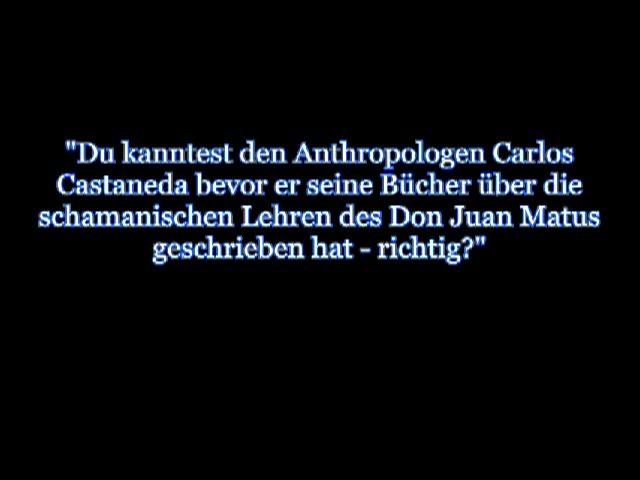 "Du kanntest den Anthropologen Carlos
Castaneda bevor er seine Bücher über die
schamanischen Lehren des Don Juan Matus
geschrieben hat - richtig?"